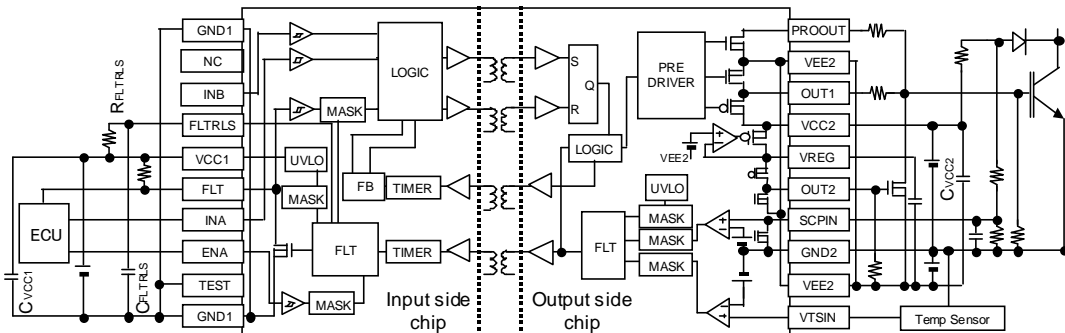 GND1
NC
INB
FLTRLS
VCC1
FLT
INA
ENA
TEST
GND1
RFLTRLS
ECU
CVCC1
CFLTRLS
LOGIC
MASK
UVLO
MASK
FB
TIMER
FLT
TIMER
MASK
Input side
chip
Output side
chip
S
Q
R
LOGIC
PRE
DRIVER
VEE2
UVLO
MASK
MASK
MASK
FLT
PROOUT
VEE2
OUT1
VCC2
VREG
OUT2
SCPIN
GND2
VEE2
VTSIN
CVCC2
Temp Sensor